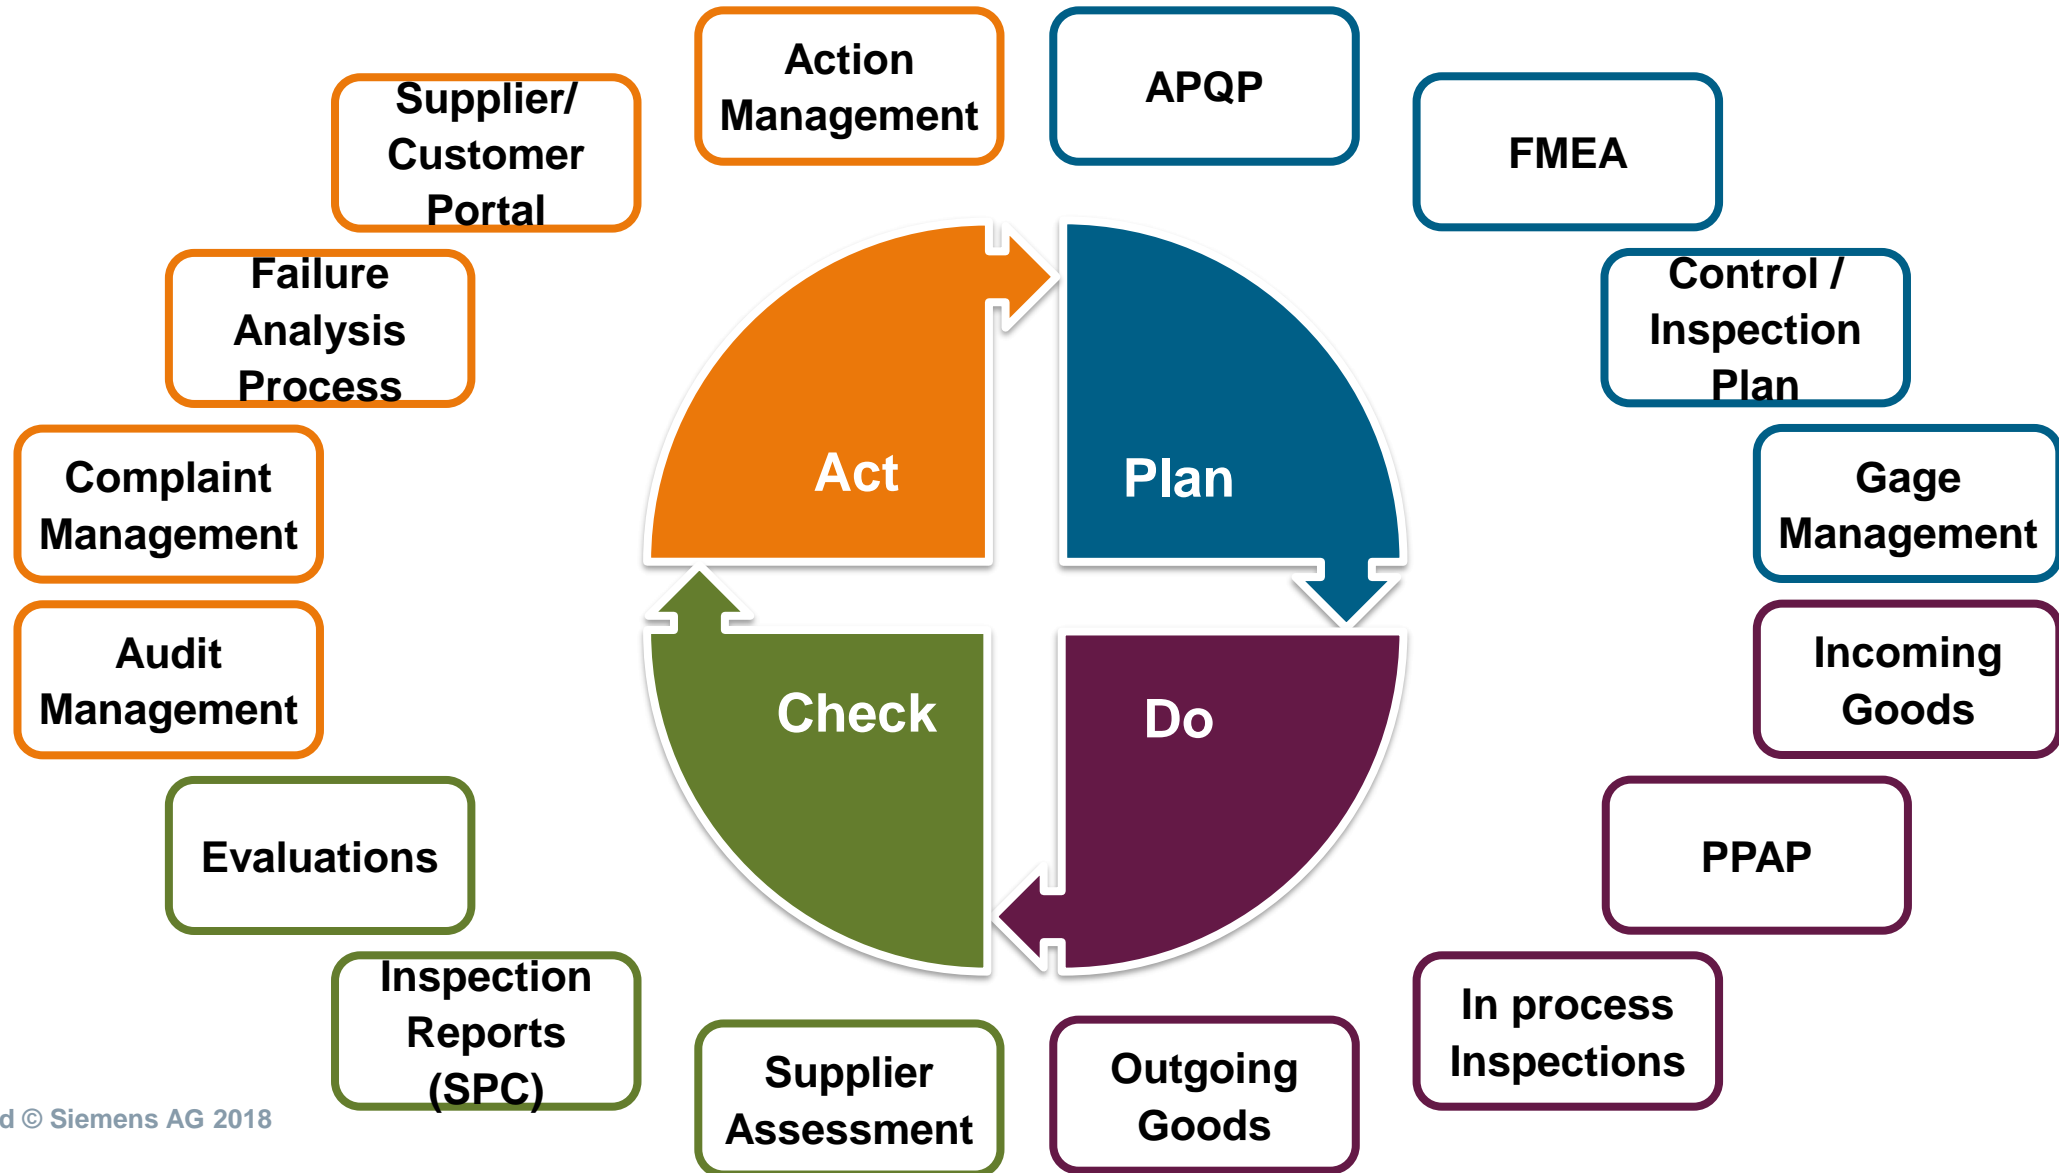 Action
Management
APQP
Supplier/
Customer
Portal
FMEA
Failure
Analysis
Process
Control /
Inspection
Plan
Act
Plan
Complaint
Management
Gage
Management
Audit
Management
Check
Do
Incoming
Goods
Evaluations
PPAP
Inspection
Reports
(SPC)
In process
Inspections
Supplier
Assessment
Outgoing
Goods
d © Siemens AG 2018